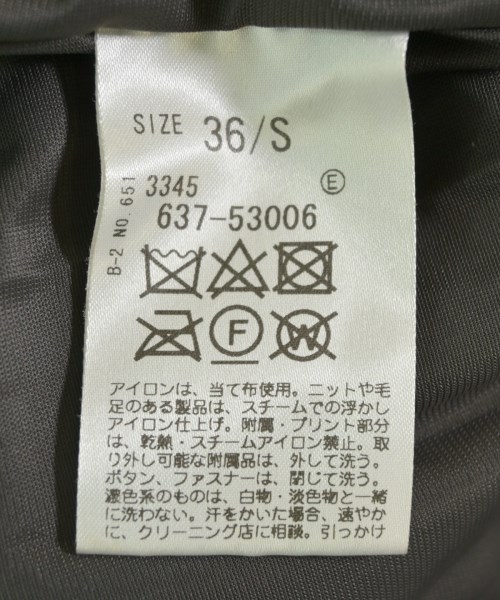 SIZE 36/S
3345 Ⓔ
637-53006
B-2 NO.651
F
W
アイロンは、当て布使用。ニットや毛
足のある製品は、スチームでの浮かし
アイロン仕上げ。附属・プリント部分
は、乾熱・スチームアイロン禁止。取
り外し可能な附属品は、外して洗う。
ボタン、ファスナーは、閉じて洗う。
濃色系のものは、白物・淡色物と一緒
に洗わない。汗をかいた場合、速やか
に、クリーニング店に相談。引っかけ